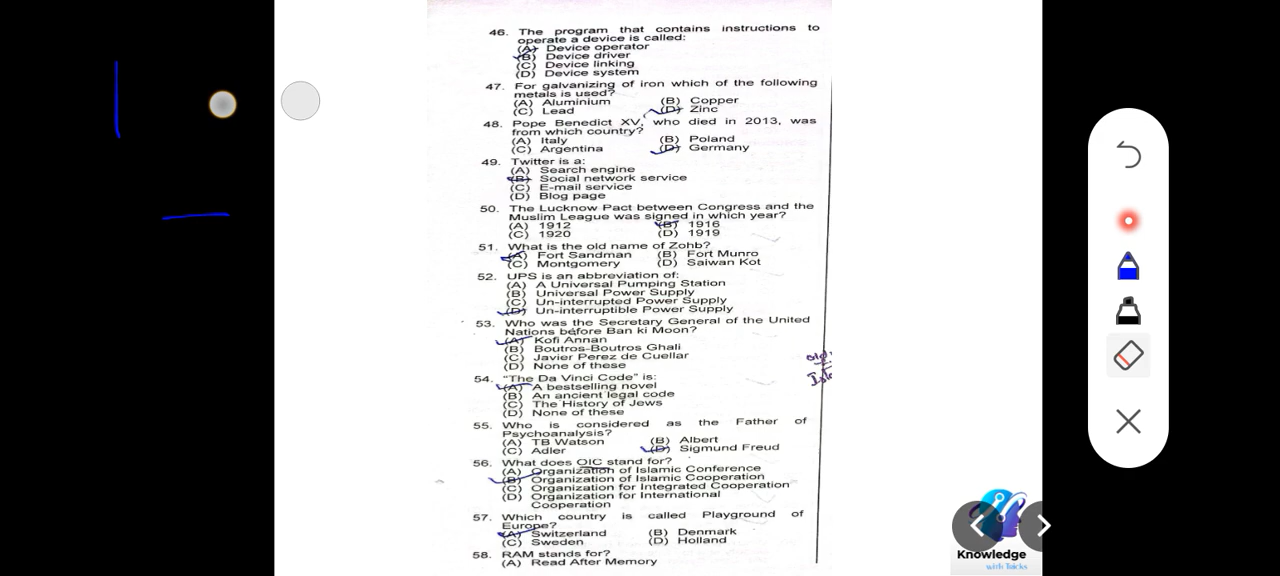 46. The program that contains instructions to
operate a device is called:
(A) Device operator
(B) Device driver
(C) Device linking
(D) Device system
47. For galvanizing of iron which of the following
metals is used?
(A) Aluminium (B) Copper
(C) Lead (D) Zinc
48. Pope Benedict XV, who died in 2013, was
from which country?
(A) Italy (B) Poland
(C) Argentina (D) Germany
49. Twitter is a:
(A) Search engine
(B) Social network service
(C) E-mail service
(D) Blog page
50. The Lucknow Pact between Congress and the
Muslim League was signed in which year?
(A) 1912 (B) 1916
(C) 1920 (D) 1919
51. What is the old name of Zohb?
(A) Fort Sandman (B) Fort Munro
(C) Montgomery (D) Saiwan Kot
52. UPS is an abbreviation of:
(A) A Universal Pumping Station
(B) Universal Power Supply
(C) Un-interrupted Power Supply
(D) Un-interruptible Power Supply
53. Who was the Secretary General of the United
Nations before Ban ki Moon?
(A) Kofi Annan
(B) Boutros-Boutros Ghali
(C) Javier Perez de Cuellar
(D) None of these
54. "The Da Vinci Code" is:
(A) A bestselling novel
(B) An ancient legal code
(C) The History of Jews
(D) None of these
55. Who is considered as the Father of
Psychoanalysis?
(A) TB Watson (B) Albert
(C) Adler (D) Sigmund Freud
56. What does OIC stand for?
(A) Organization of Islamic Conference
(B) Organization of Islamic Cooperation
(C) Organization for Integrated Cooperation
(D) Organization for International
Cooperation
57. Which country is called Playground of
Europe?
(A) Switzerland (B) Denmark
(C) Sweden (D) Holland
58. RAM stands for?
(A) Read After Memory
Knowledge
with Tricks